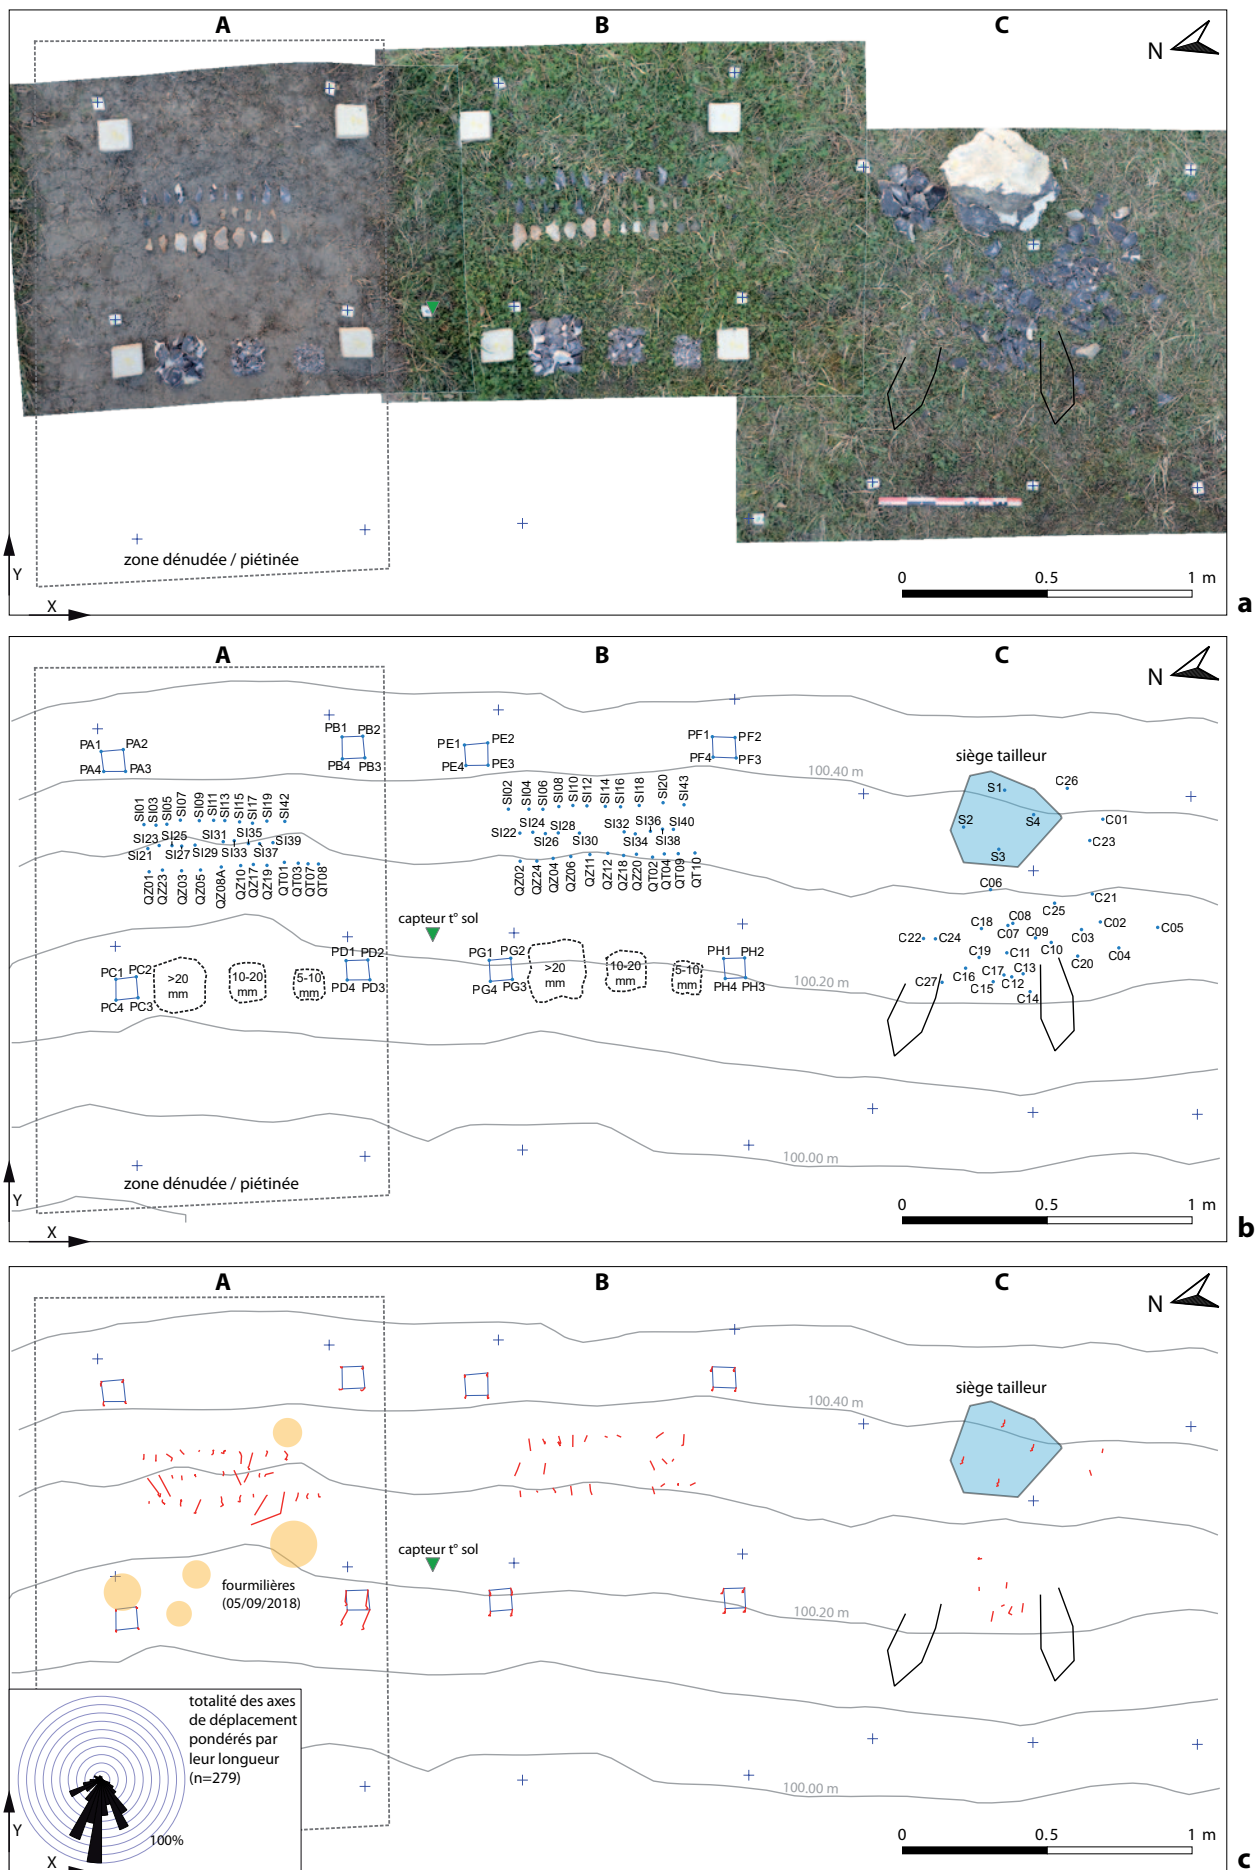 A B C
N
zone dénudée / piétinée
Y
X
0 0.5 1 m
a
A B C
N
PA1 PA2
PA4 PA3
PB1 PB2
PB4 PB3
PE1 PE2
PE4 PE3
PF1 PF2
PF4 PF3
siège tailleur
100.40 m
S1
S2
S4
S3
C26
C01
C23
SI01 SI03 SI05 SI07 SI09 SI11 SI13 SI15 SI17 SI19 SI42
SI23 SI25 SI31 SI35 SI39
SI21 SI27 SI29 SI33 SI37
QZ01 QZ23 QZ03 QZ05 QZ08A QZ10 QZ17 QZ19 QT01 QT03 QT07 QT08
SI02 SI04 SI06 SI08 SI10 SI12 SI14 SI16 SI18 SI20 SI43
SI22 SI24 SI28 SI32 SI36 SI40
SI26 SI30 SI34 SI38
QZ02 QZ24 QZ04 QZ06 QZ11 QZ12 QZ18 QZ20 QT02 QT04 QT09 QT10
C06
C21
C25
C18 C08 C02 C05
C22 C24 C07 C09 C03
C19 C11 C10 C04
C20
C16 C17 C13
C27 C15 C12
C14
capteur t° sol
PC1 PC2
PC4 PC3
>20
mm
10-20
mm
5-10
mm
PD1 PD2
PD4 PD3
PG1 PG2
PG4 PG3
>20
mm
10-20
mm
5-10
mm
PH1 PH2
PH4 PH3
100.20 m
100.00 m
zone dénudée / piétinée
Y
X
0 0.5 1 m
b
A B C
N
siège tailleur
100.40 m
capteur t° sol
fourmilières
(05/09/2018)
100.20 m
totalité des axes
de déplacement
pondérés par
leur longueur
(n=279)
100%
100.00 m
Y
X
0 0.5 1 m
c